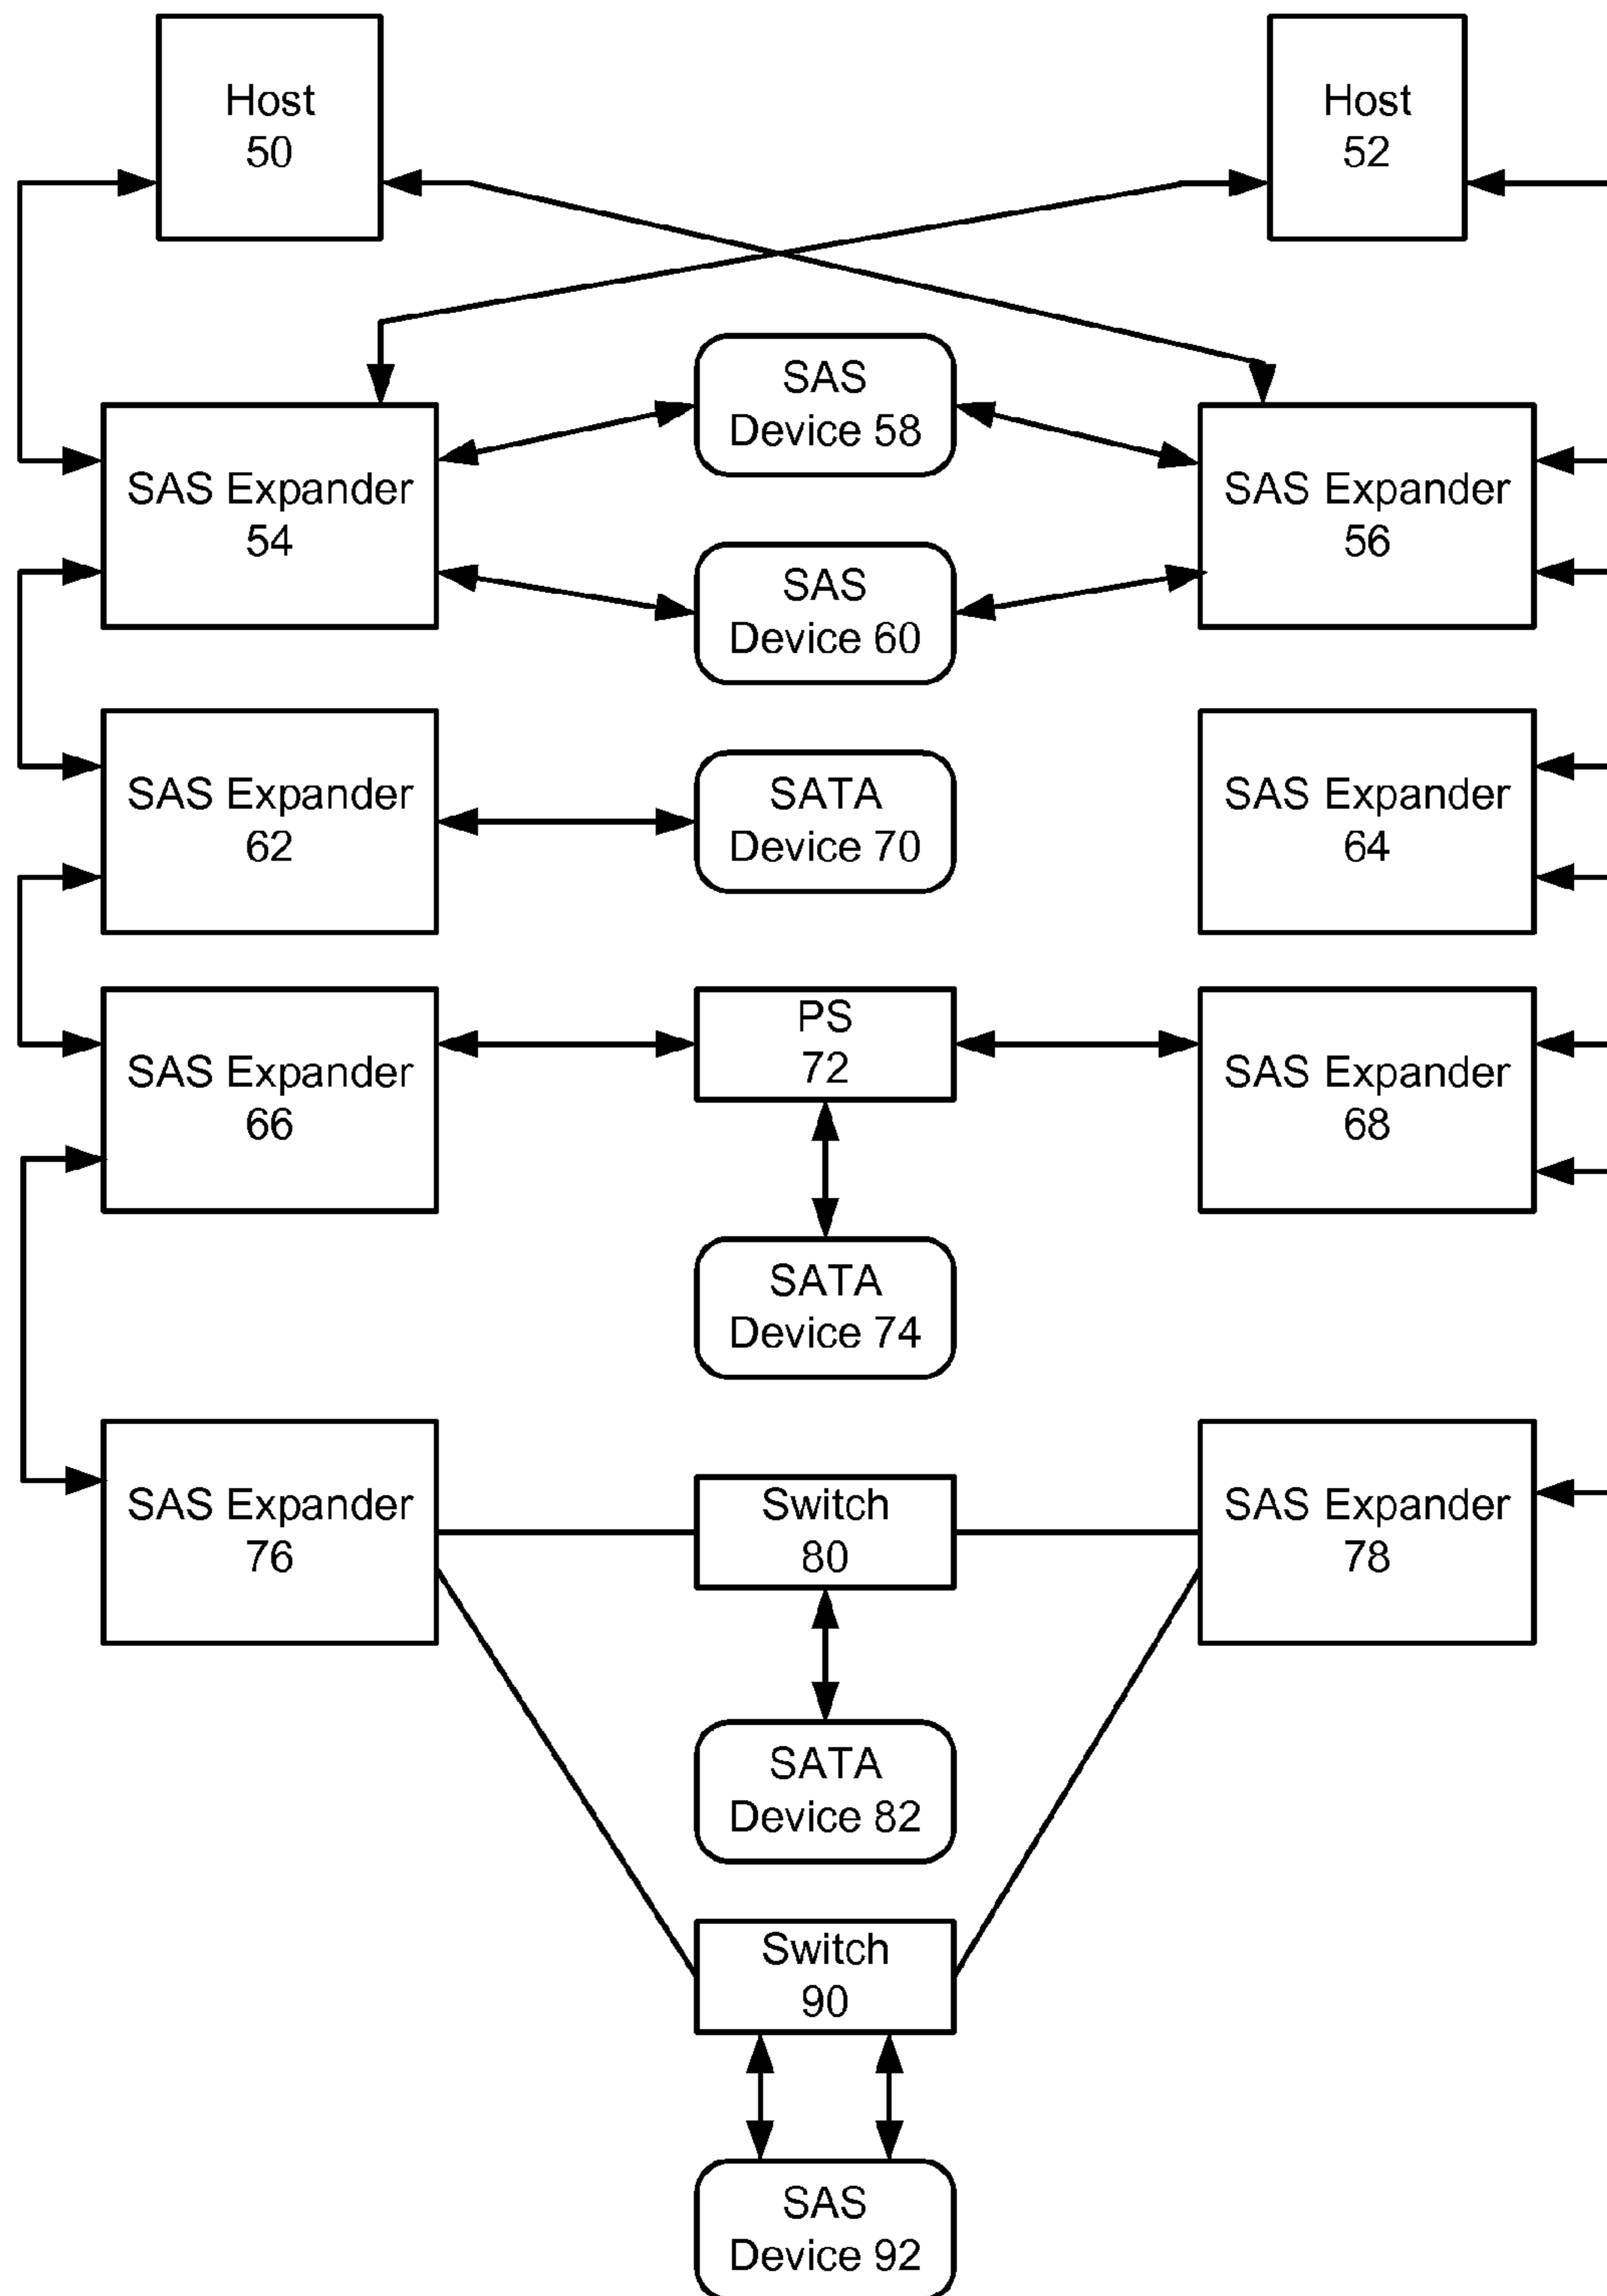 Host
50
Host
52
SAS
Device 58
SAS Expander
54
SAS Expander
56
SAS
Device 60
SAS Expander
62
SATA
Device 70
SAS Expander
64
PS
72
SAS Expander
66
SAS Expander
68
SATA
Device 74
SAS Expander
76
Switch
80
SAS Expander
78
SATA
Device 82
Switch
90
SAS
Device 92